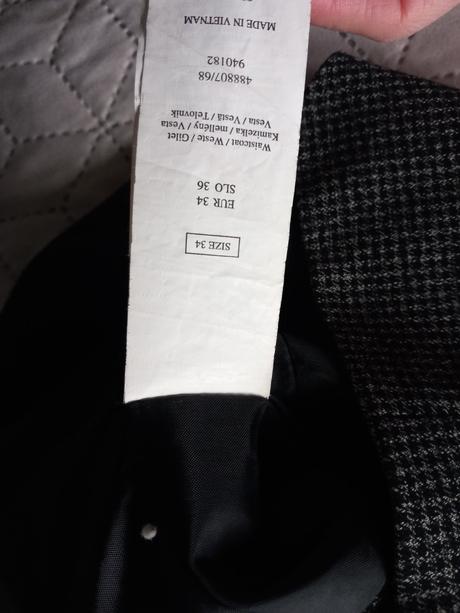 SIZE 34
EUR 34
SLO 36
Waistcoat / Weste / Gilet
Kamizelka / mellény / Vesta
Vesta / Vestă / Telovnik
488807/68
940182
MADE IN VIETNAM